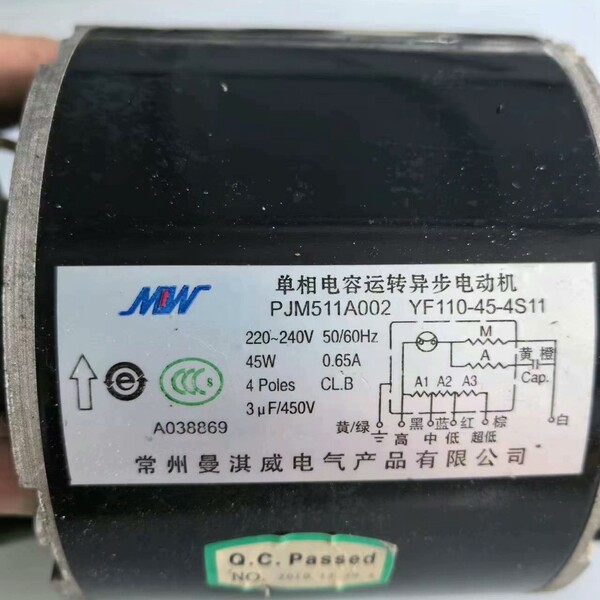 MW
单相电容运转异步电动机
PJM511A002 YF110-45-4S11
220~240V 50/60Hz
45W 0.65A
4 Poles CL.B
3μF/450V
e
CCC S
A038869
M
A 黄 橙
Cap.
A1 A2 A3
黄/绿 黑 蓝 红 棕 白
高 中 低 超低
常州曼淇威电气产品有限公司
Q.C. Passed
NO.